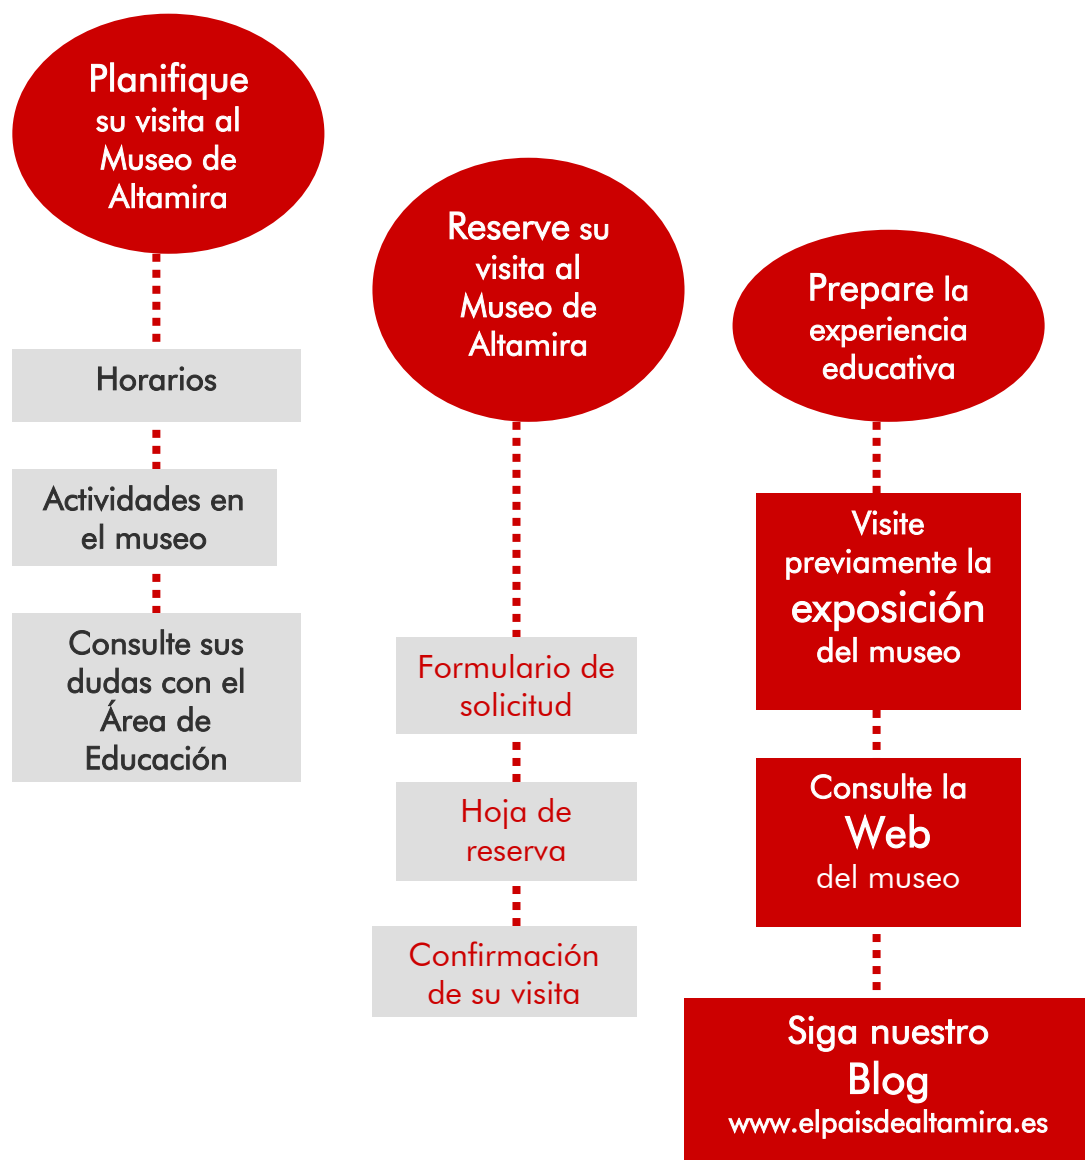 Planifique
su visita al
Museo de
Altamira
Horarios
Actividades en
el museo
Consulte sus
dudas con el
Área de
Educación
Reserve su
visita al
Museo de
Altamira
Formulario de
solicitud
Hoja de
reserva
Confirmación
de su visita
Prepare la
experiencia
educativa
Visite
previamente la
exposición
del museo
Consulte la
Web
del museo
Siga nuestro
Blog
www.elpaisdealtamira.es